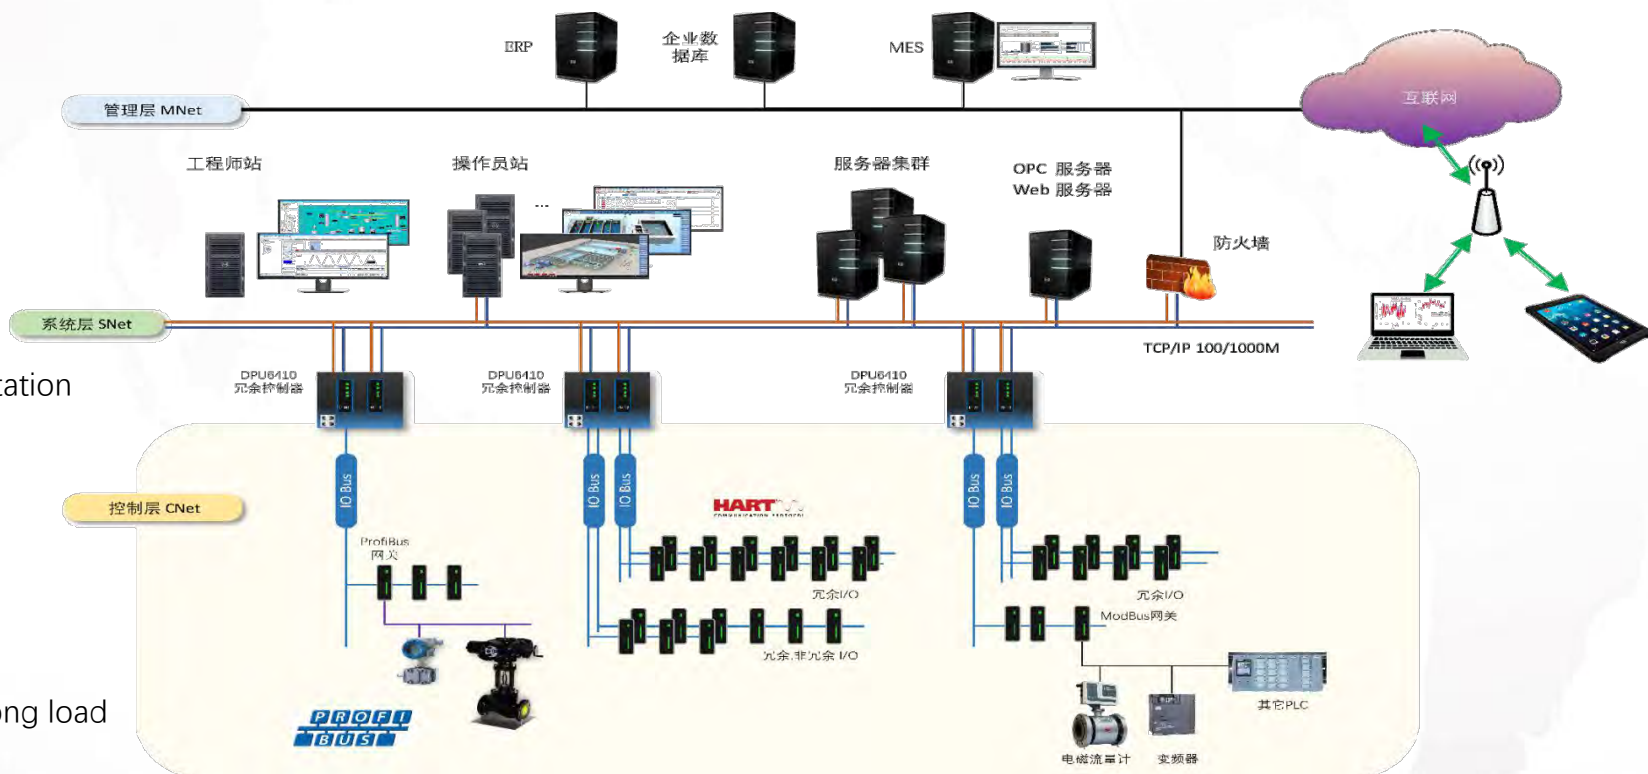 ERP
企业数
据库
MES
管理层 MNet
互联网
工程师站
操作员站
...
服务器集群
OPC 服务器
Web 服务器
防火墙
系统层 SNet
TCP/IP 100/1000M
tation
DPU6410
冗余控制器
DPU6410
冗余控制器
DPU6410
冗余控制器
IO Bus
IO Bus
IO Bus
IO Bus
IO Bus
控制层 CNet
HART
COMMUNICATION PROTOCOL
ProfiBus
网关
冗余I/O
冗余I/O
ModBus网关
冗余,非冗余 I/O
ong load
PROFI
BUS
其它PLC
电磁流量计
变频器